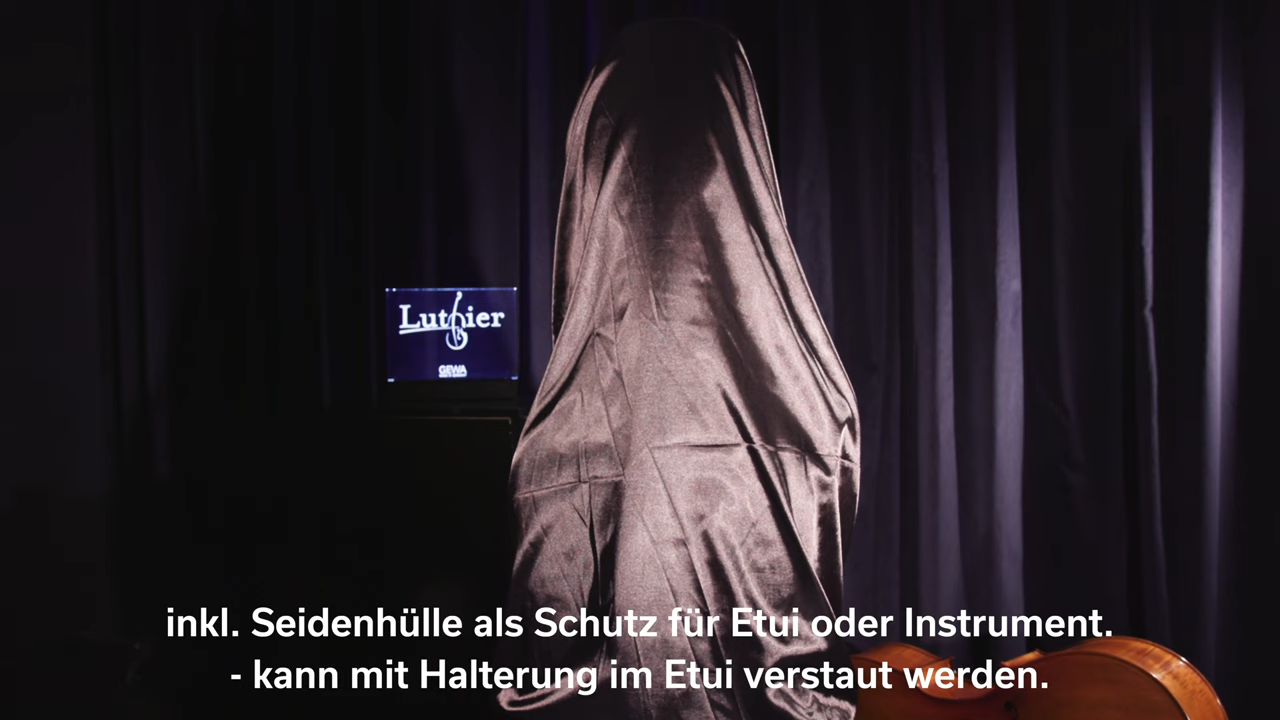 Luthier
GEWA
inkl. Seidenhülle als Schutz für Etui oder Instrument.
- kann mit Halterung im Etui verstaut werden.